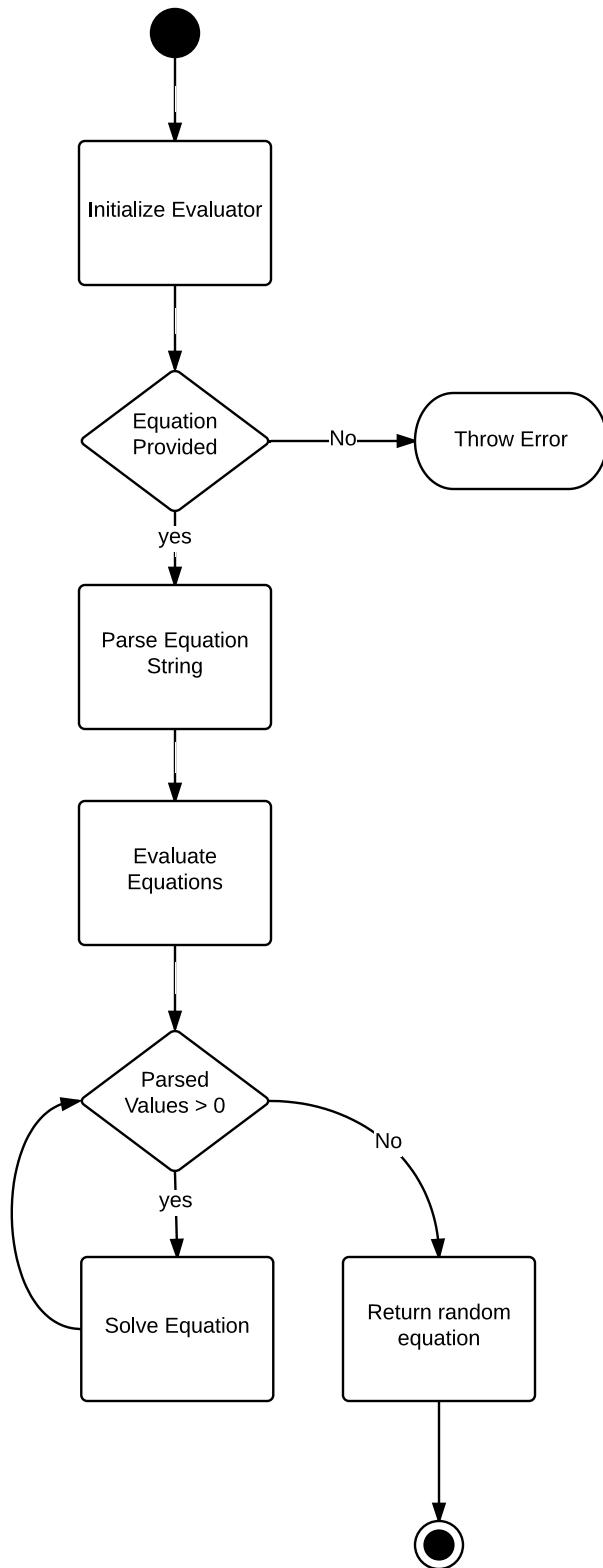 Initialize Evaluator
Equation
Provided
No
Throw Error
yes
Parse Equation
String
Evaluate
Equations
Parsed
Values > 0
No
yes
Solve Equation
Return random
equation